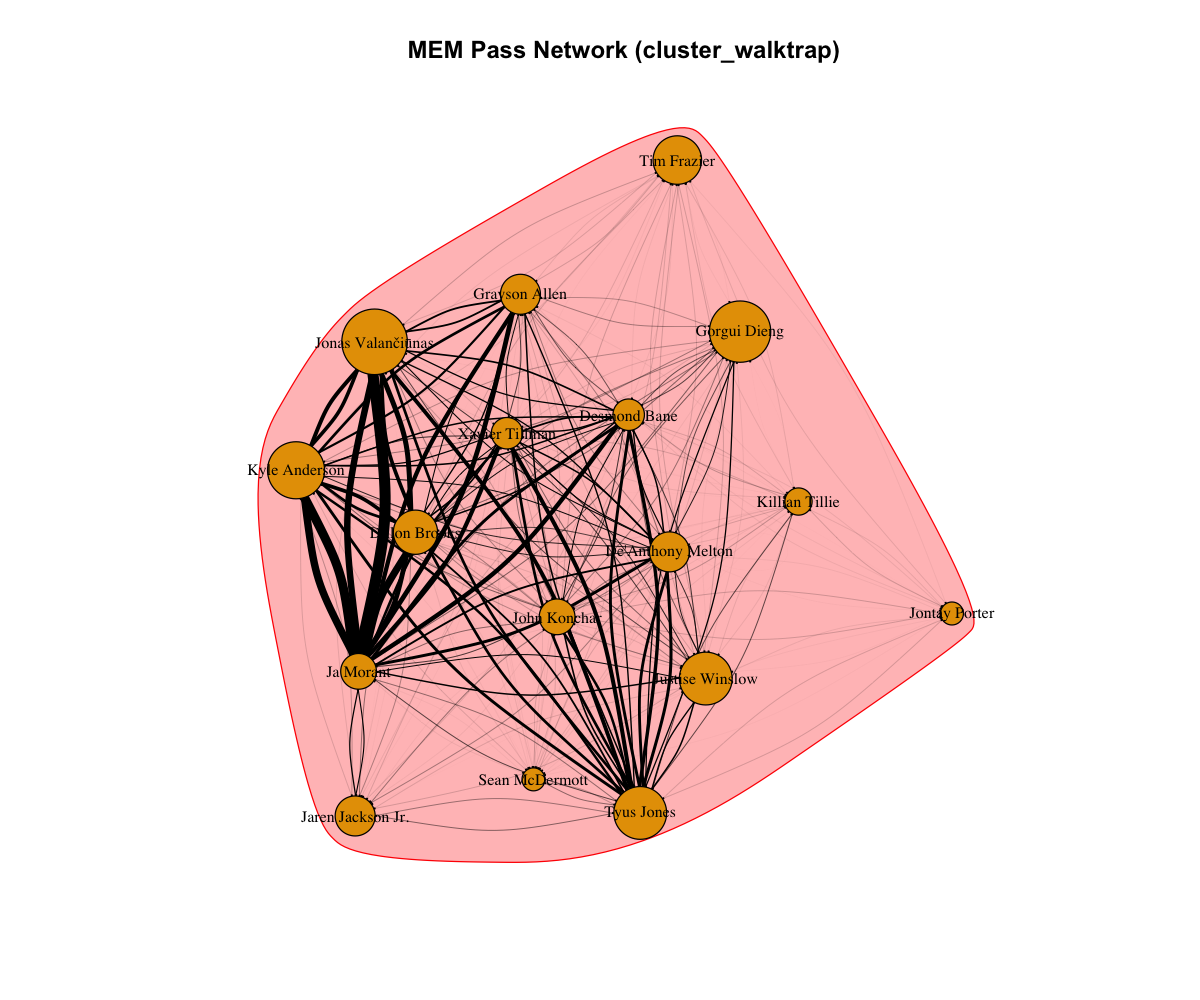 MEM Pass Network (cluster_walktrap)
Tim Frazier
Grayson Allen
Gorgui Dieng
Jonas Valančiūnas
Desmond Bane
Xavier Tillman
Kyle Anderson
Killian Tillie
Dillon Brooks
De'Anthony Melton
Jontay Porter
John Konchar
Ja Morant
Justise Winslow
Sean McDermott
Tyus Jones
Jaren Jackson Jr.